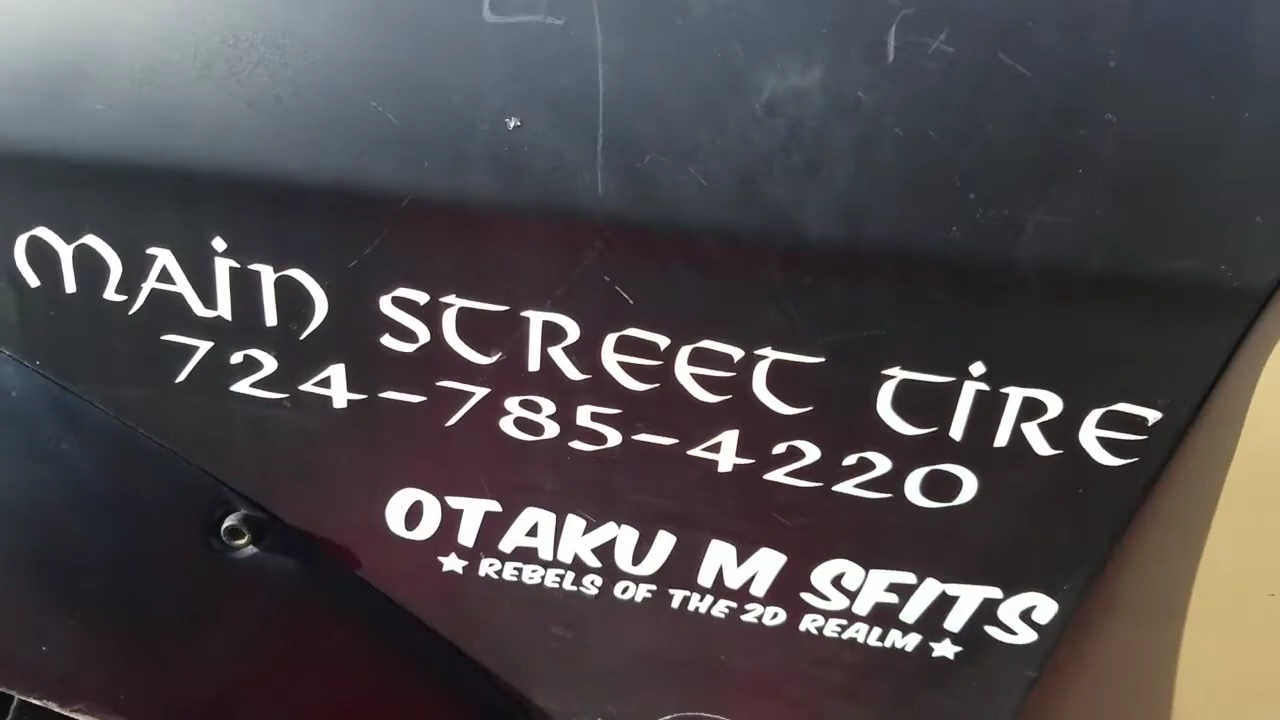 MAIN STREET TIRE
724-785-4220
OTAKU M SFITS
★ REBELS OF THE 2D REALM ★